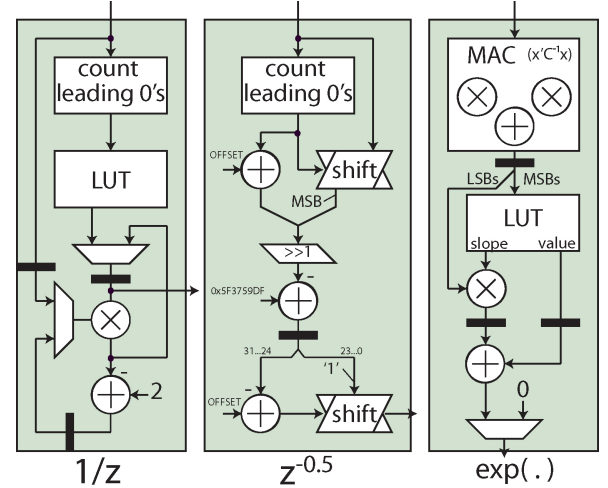 count
leading 0's
LUT
-
2
1/z
count
leading 0's
OFFSET
shift
MSB
>>1
-
0x5F3759DF
31...24
23...0
'1'
-
OFFSET
shift
z-0.5
MAC (x'C-1x)
LSBs
MSBs
LUT
slope value
0
exp(.)